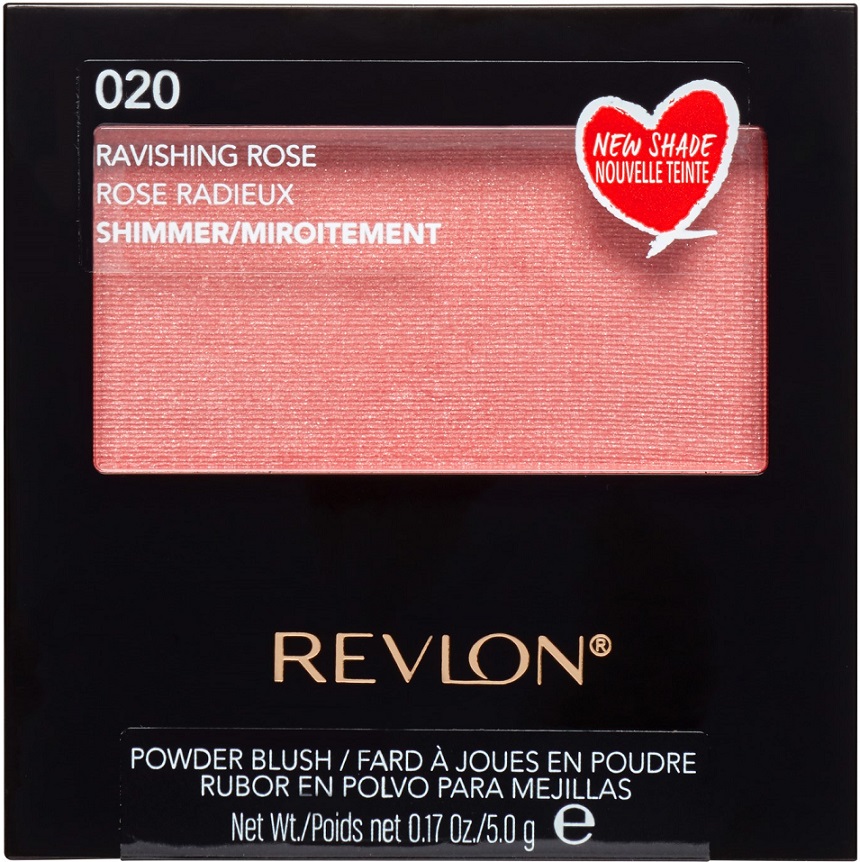 020
RAVISHING ROSE
ROSE RADIEUX
SHIMMER/MIROITEMENT
NEW SHADE
NOUVELLE TEINTE
REVLON®
POWDER BLUSH / FARD À JOUES EN POUDRE
RUBOR EN POLVO PARA MEJILLAS
Net Wt./Poids net 0.17 Oz./5.0 g ℮